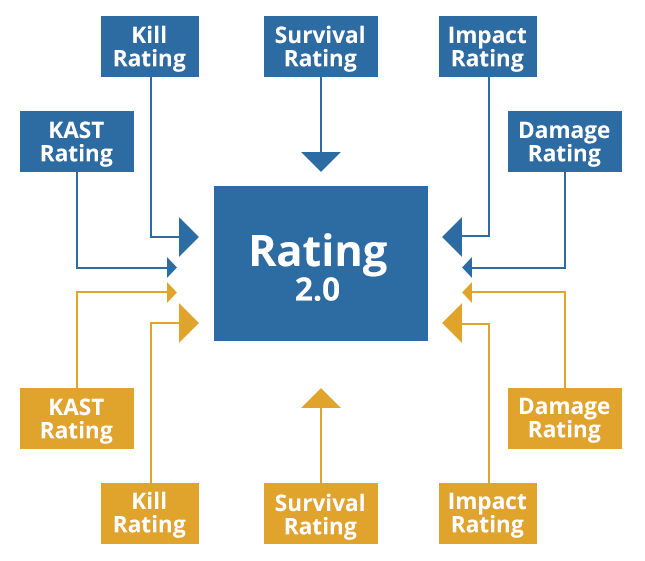 Kill
Rating
Survival
Rating
Impact
Rating
KAST
Rating
Damage
Rating
Rating
2.0
KAST
Rating
Damage
Rating
Kill
Rating
Survival
Rating
Impact
Rating